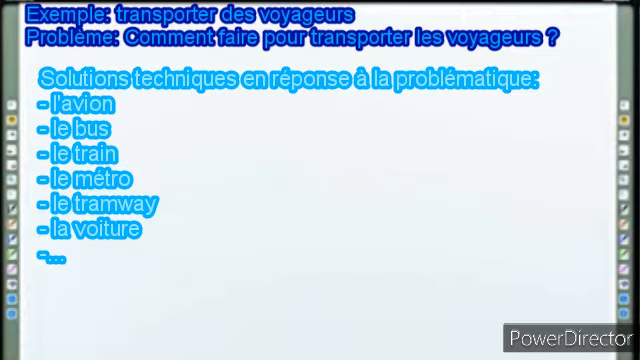 Exemple: transporter des voyageurs
Problème: Comment faire pour transporter les voyageurs ?
Solutions techniques en réponse à la problématique:
- l'avion
- le bus
- le train
- le métro
- le tramway
- la voiture
-...
PowerDirector